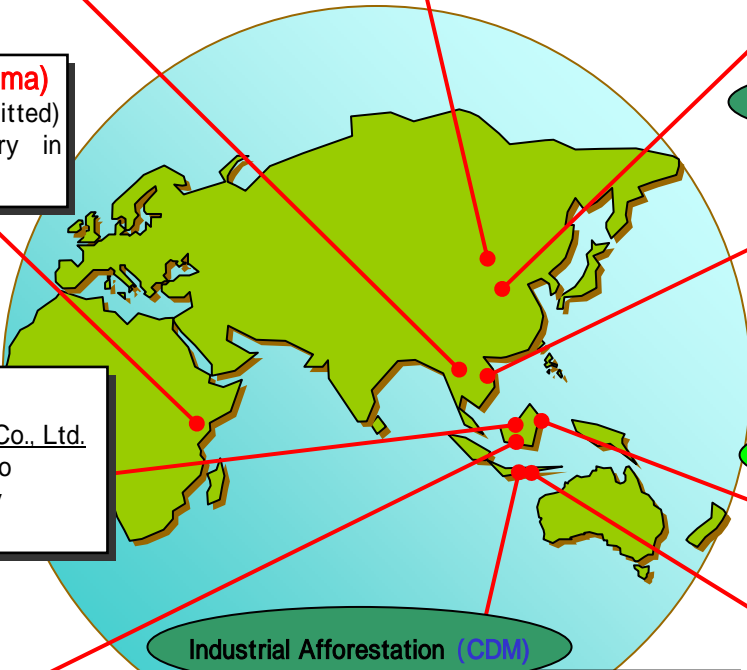 ma)
itted)
ry in
Co., Ltd.
o
Industrial Afforestation (CDM)